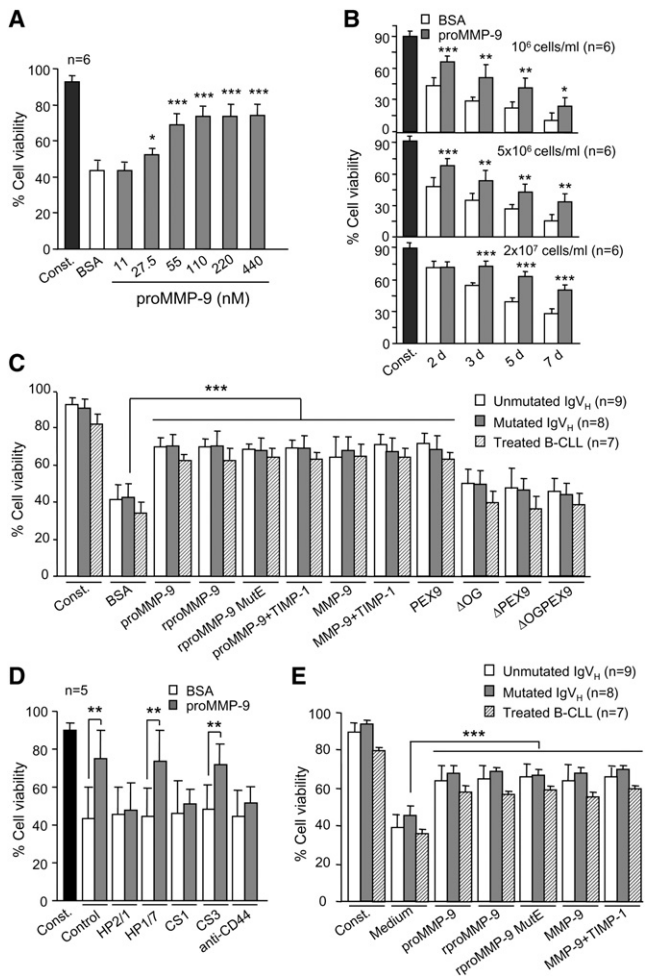 A
n=6
% Cell viability
100
80
60
40
20
0
*
***
***
***
***
Const.
BSA
11
27.5
55
110
220
440
proMMP-9 (nM)
B
BSA
proMMP-9
% Cell viability
10⁶ cells/ml (n=6)
90
60
30
0
***
**
**
*
5x10⁶ cells/ml (n=6)
90
60
30
0
***
**
**
**
2x10⁷ cells/ml (n=6)
90
60
30
0
***
***
***
Const.
2 d
3 d
5 d
7 d
C
% Cell viability
100
80
60
40
20
0
***
Unmutated IgV_H (n=9)
Mutated IgV_H (n=8)
Treated B-CLL (n=7)
Const.
BSA
proMMP-9
rproMMP-9
rproMMP-9 MutE
proMMP-9+TIMP-1
MMP-9
MMP-9+TIMP-1
PEX9
ΔOG
ΔPEX9
ΔOGPEX9
D
n=5
BSA
proMMP-9
% Cell viability
100
80
60
40
20
0
**
**
**
Const.
Control
HP2/1
HP1/7
CS1
CS3
anti-CD44
E
Unmutated IgV_H (n=9)
Mutated IgV_H (n=8)
Treated B-CLL (n=7)
% Cell viability
100
80
60
40
20
0
***
Const.
Medium
proMMP-9
rproMMP-9
rproMMP-9 MutE
MMP-9
MMP-9+TIMP-1